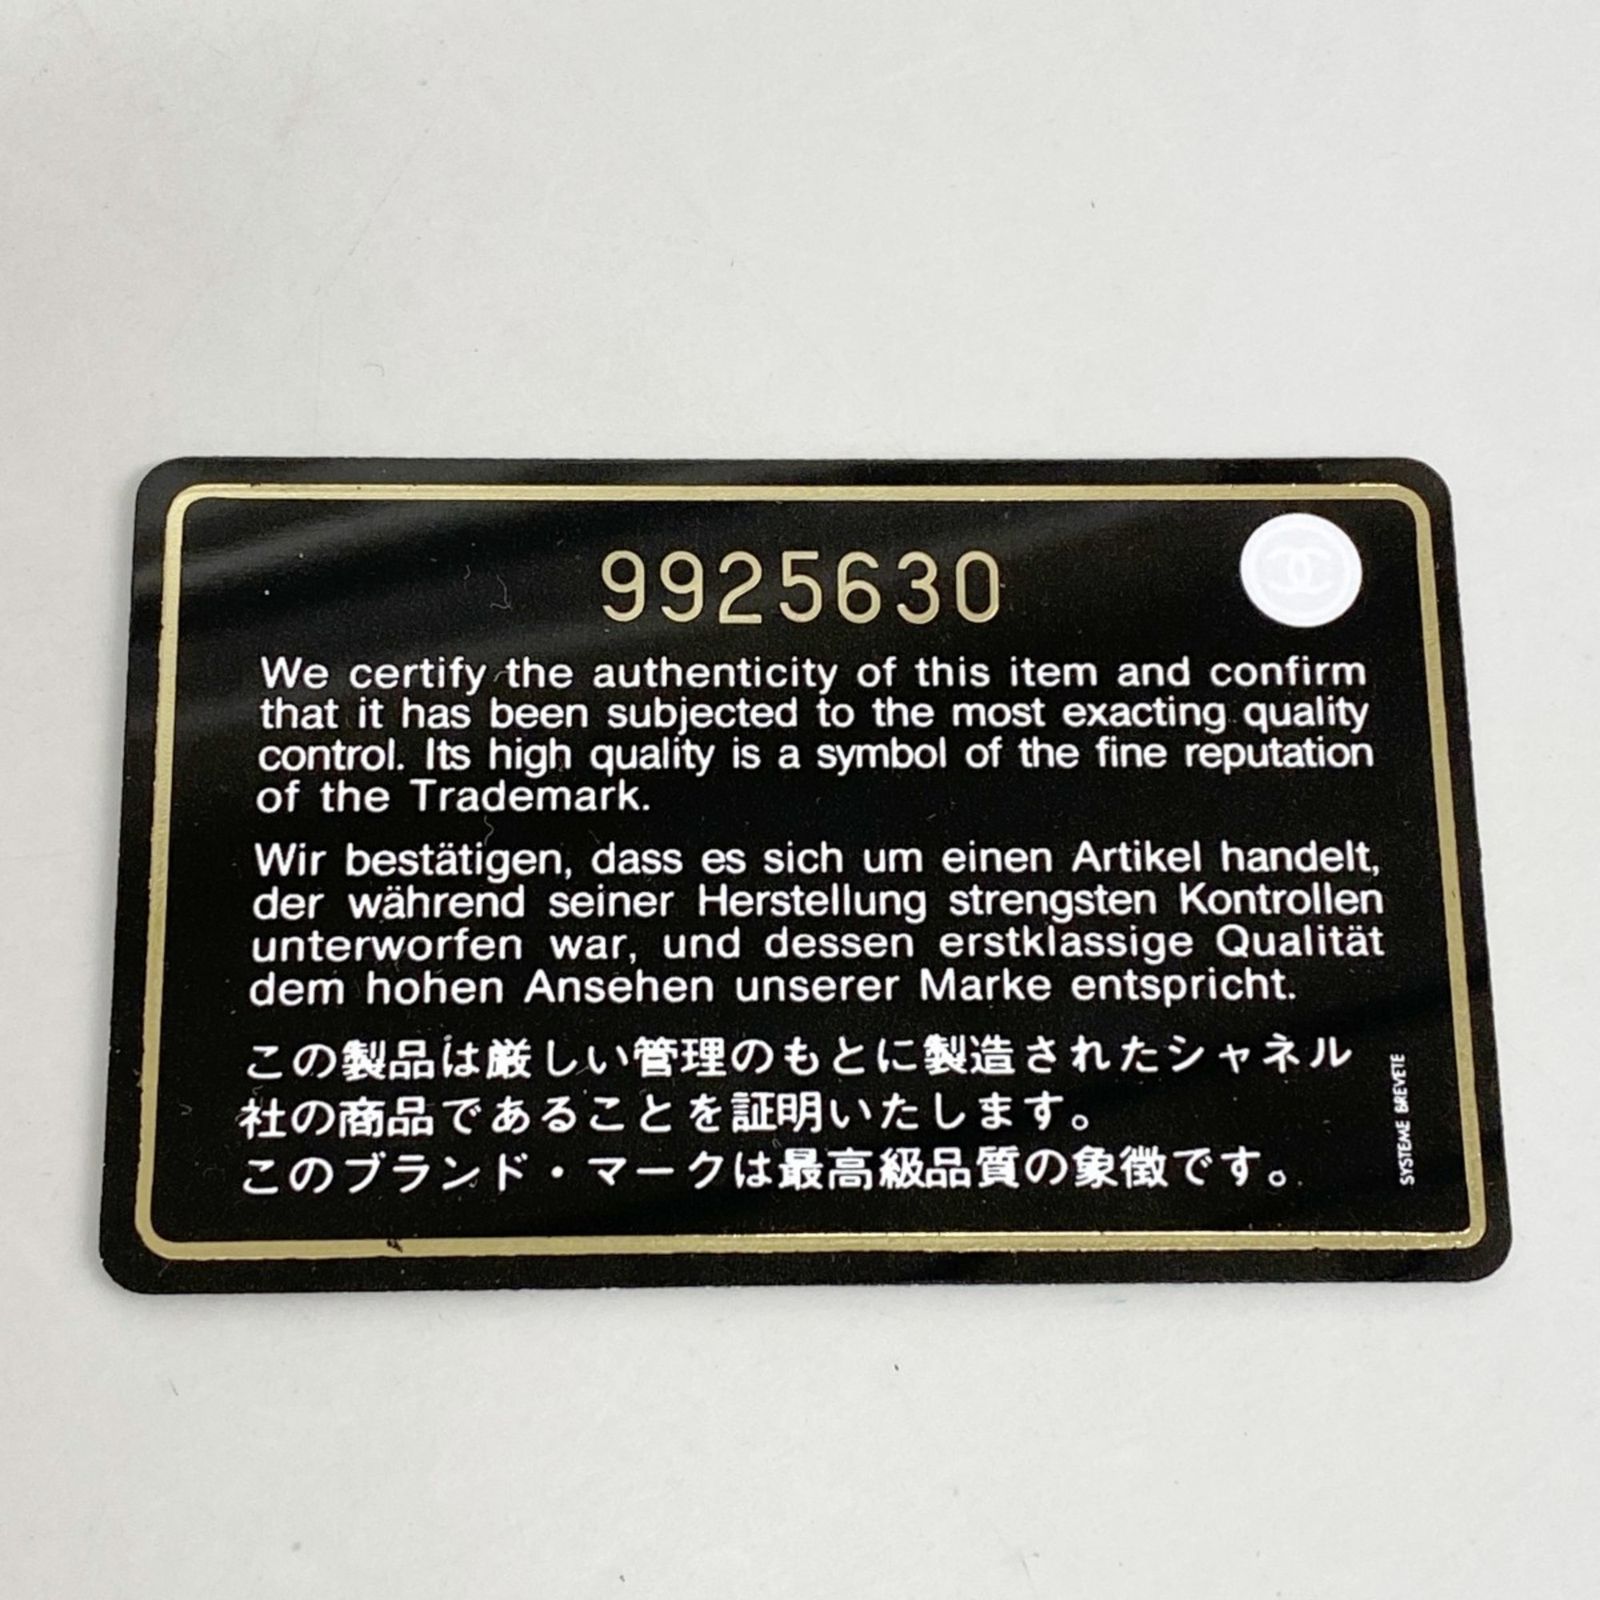 9925630
We certify the authenticity of this item and confirm
that it has been subjected to the most exacting quality
control. Its high quality is a symbol of the fine reputation
of the Trademark.
Wir bestätigen, dass es sich um einen Artikel handelt,
der während seiner Herstellung strengsten Kontrollen
unterworfen war, und dessen erstklassige Qualität
dem hohen Ansehen unserer Marke entspricht.
この製品は厳しい管理のもとに製造されたシャネル
社の商品であることを証明いたします。
このブランド・マークは最高級品質の象徴です。
SYSTEME BREVETE